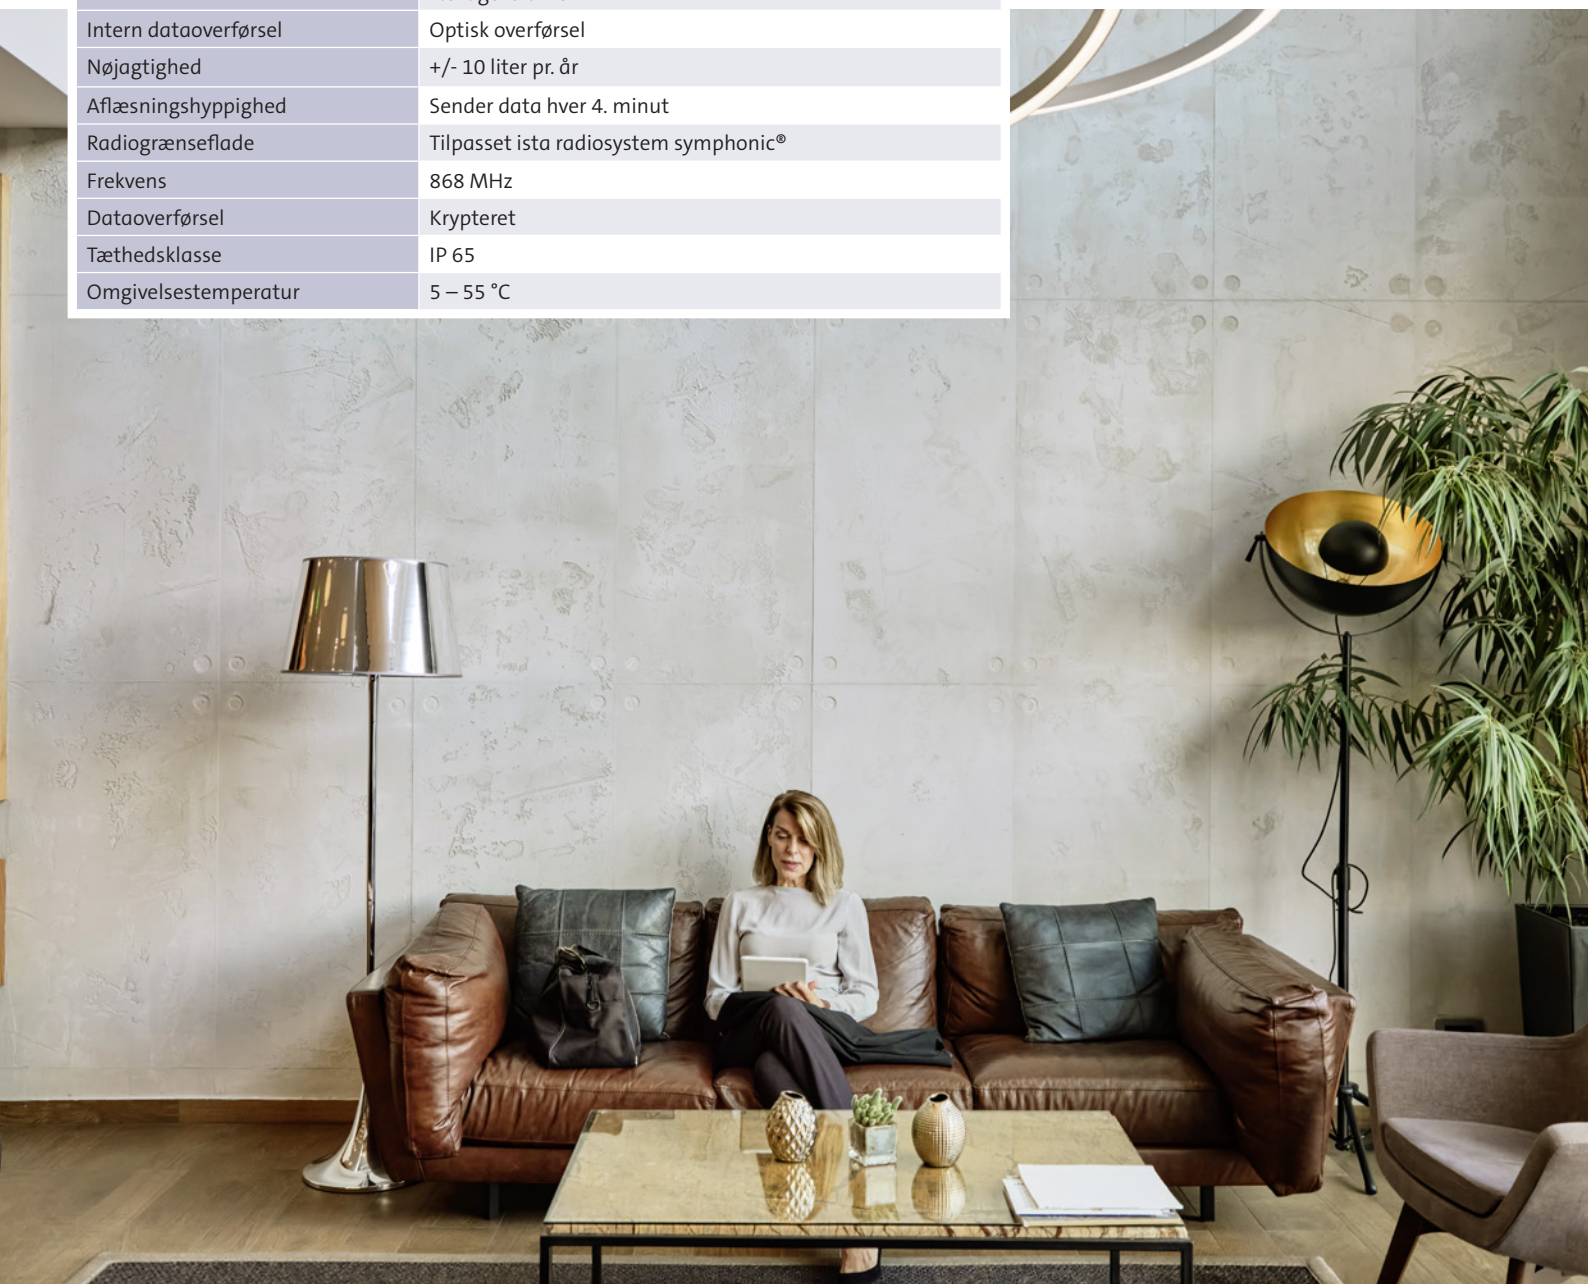 Intern dataoverførsel Optisk overførsel
Nøjagtighed +/- 10 liter pr. år
Aflæsningshyppighed Sender data hver 4. minut
Radiogrænseflade Tilpasset ista radiosystem symphonic®
Frekvens 868 MHz
Dataoverførsel Krypteret
Tæthedsklasse IP 65
Omgivelsestemperatur 5 – 55 °C